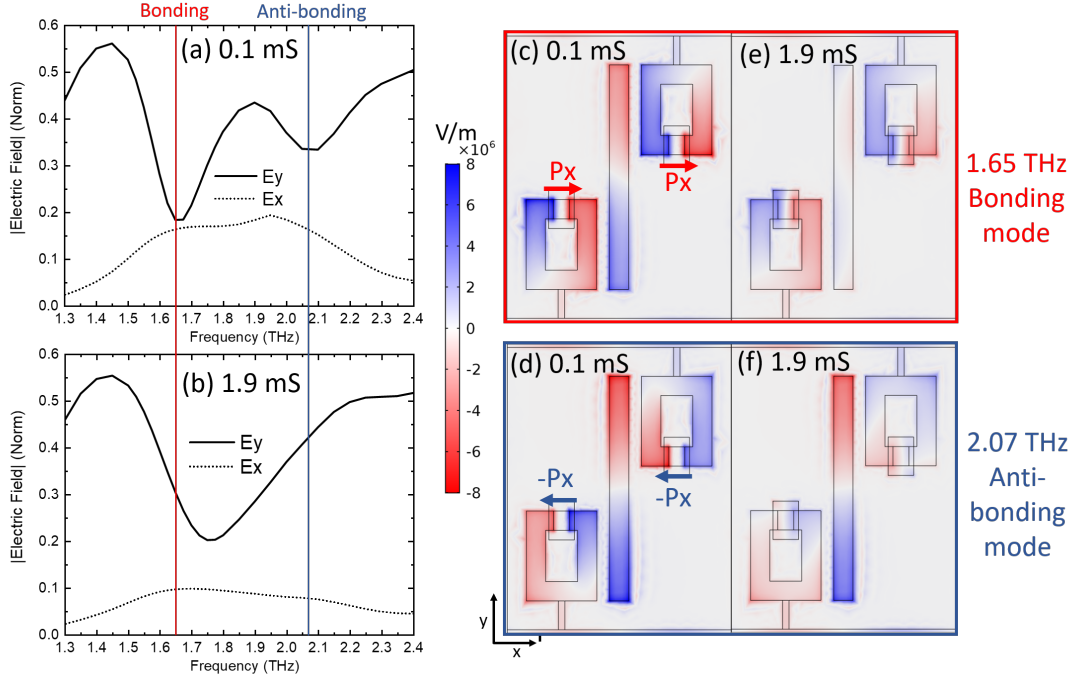 Bonding
Anti-bonding
(a) 0.1 mS
|Electric Field| (Norm)
0.6
0.5
0.4
0.3
0.2
0.1
0.0
Ey
Ex
1.3 1.4 1.5 1.6 1.7 1.8 1.9 2.0 2.1 2.2 2.3 2.4
Frequency (THz)
(b) 1.9 mS
|Electric Field| (Norm)
0.6
0.5
0.4
0.3
0.2
0.1
0.0
Ey
Ex
1.3 1.4 1.5 1.6 1.7 1.8 1.9 2.0 2.1 2.2 2.3 2.4
Frequency (THz)
V/m
×10⁶
8
6
4
2
0
-2
-4
-6
-8
(c) 0.1 mS
Px
Px
(e) 1.9 mS
1.65 THz
Bonding
mode
(d) 0.1 mS
-Px
-Px
(f) 1.9 mS
2.07 THz
Anti-
bonding
mode
y
x